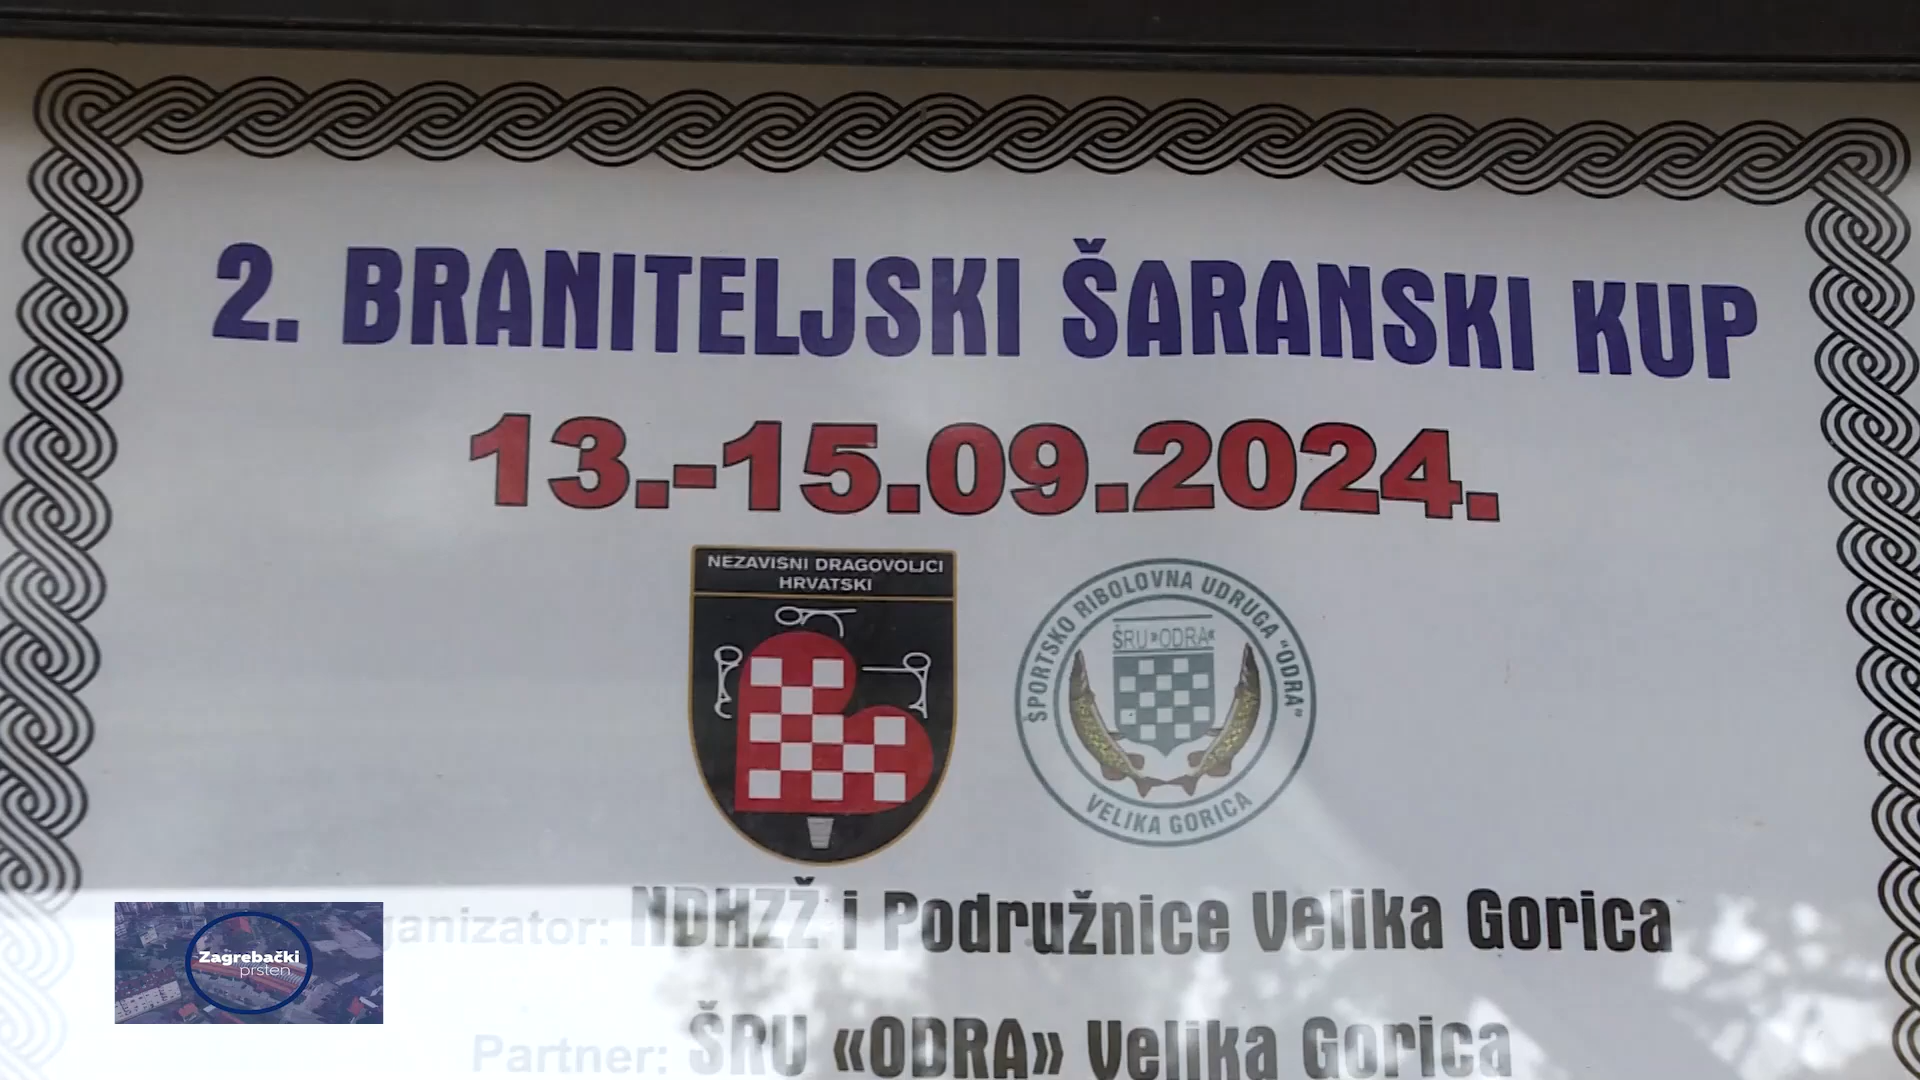 2. BRANITELJSKI ŠARANSKI KUP
13.-15.09.2024.
NEZAVISNI DRAGOVOLJCI
HRVATSKI
ŠPORTSKO RIBOLOVNA UDRUGA "ODRA"
ŠRU»ODRA«
VELIKA GORICA
ganizator: NDHZŽ i Podružnice Velika Gorica
Partner: ŠRU «ODRA» Velika Gorica
Zagrebački
prsten